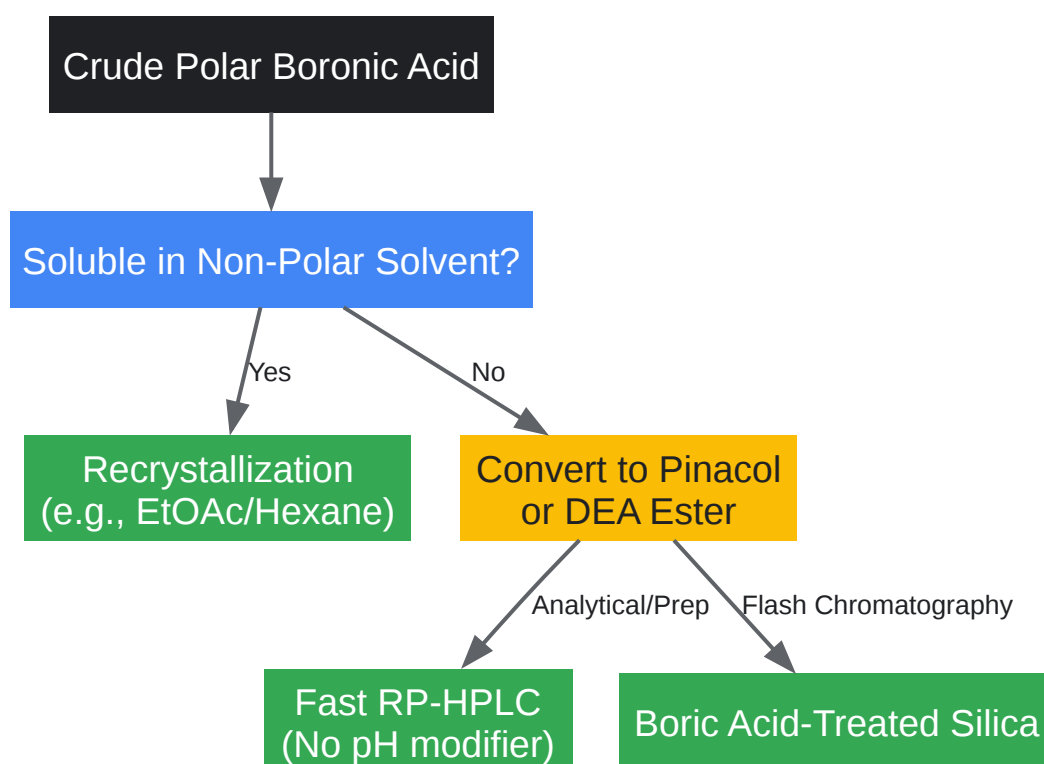 Crude Polar Boronic Acid
Soluble in Non-Polar Solvent?
Yes
No
Recrystallization
(e.g., EtOAc/Hexane)
Convert to Pinacol
or DEA Ester
Analytical/Prep
Flash Chromatography
Fast RP-HPLC
(No pH modifier)
Boric Acid-Treated Silica